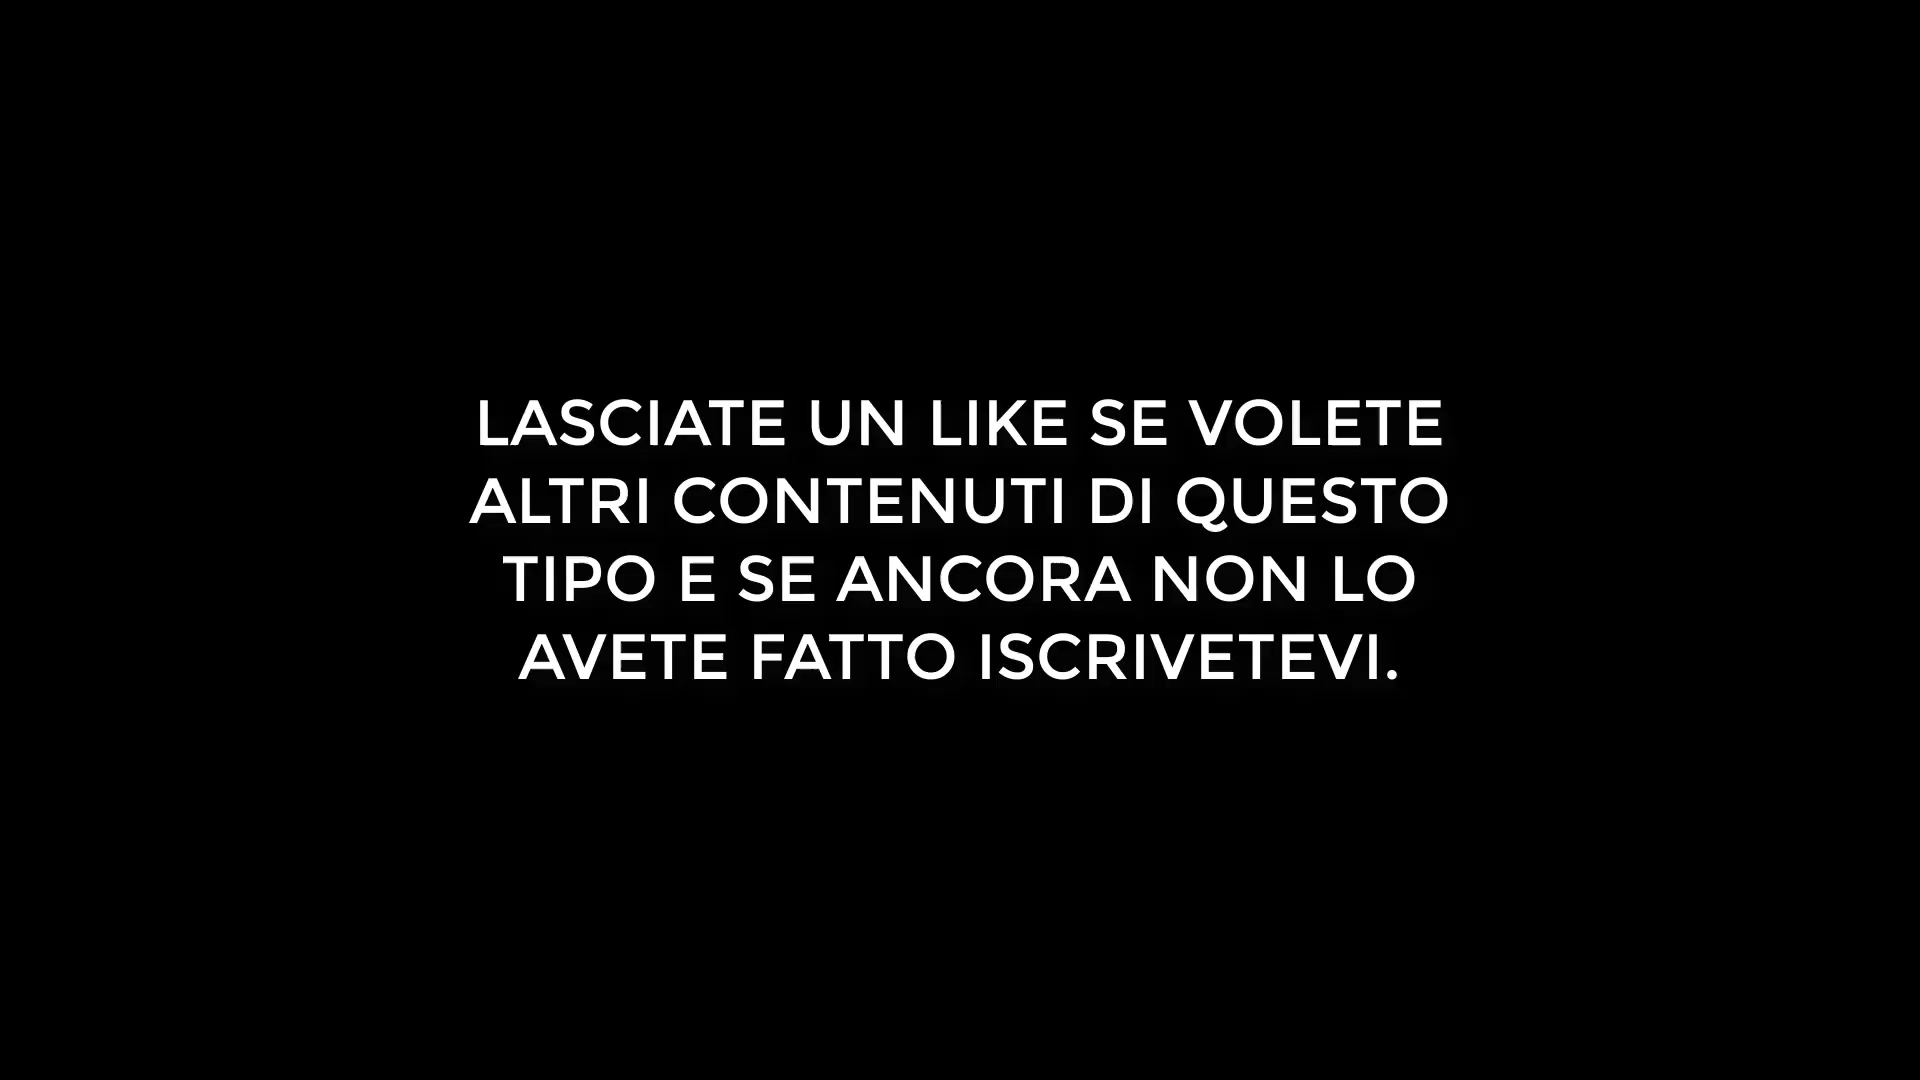 LASCIATE UN LIKE SE VOLETE
ALTRI CONTENUTI DI QUESTO
TIPO E SE ANCORA NON LO
AVETE FATTO ISCRIVETEVI.